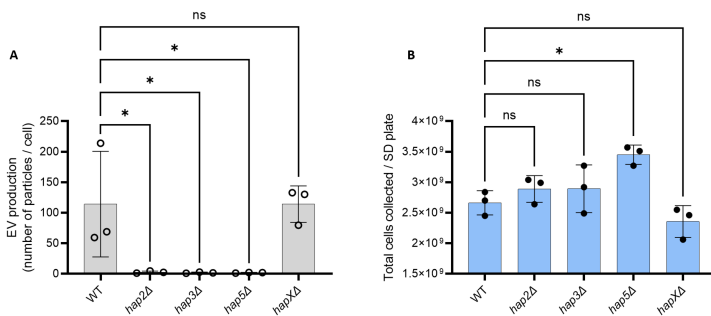 A
ns
*
*
*
EV production
(number of particles / cell)
250
200
150
100
50
0
WT
hap2Δ
hap3Δ
hap5Δ
hapXΔ
B
ns
*
ns
ns
Total cells collected / SD plate
4×10⁹
3.5×10⁹
3×10⁹
2.5×10⁹
2×10⁹
1.5×10⁹
WT
hap2Δ
hap3Δ
hap5Δ
hapXΔ